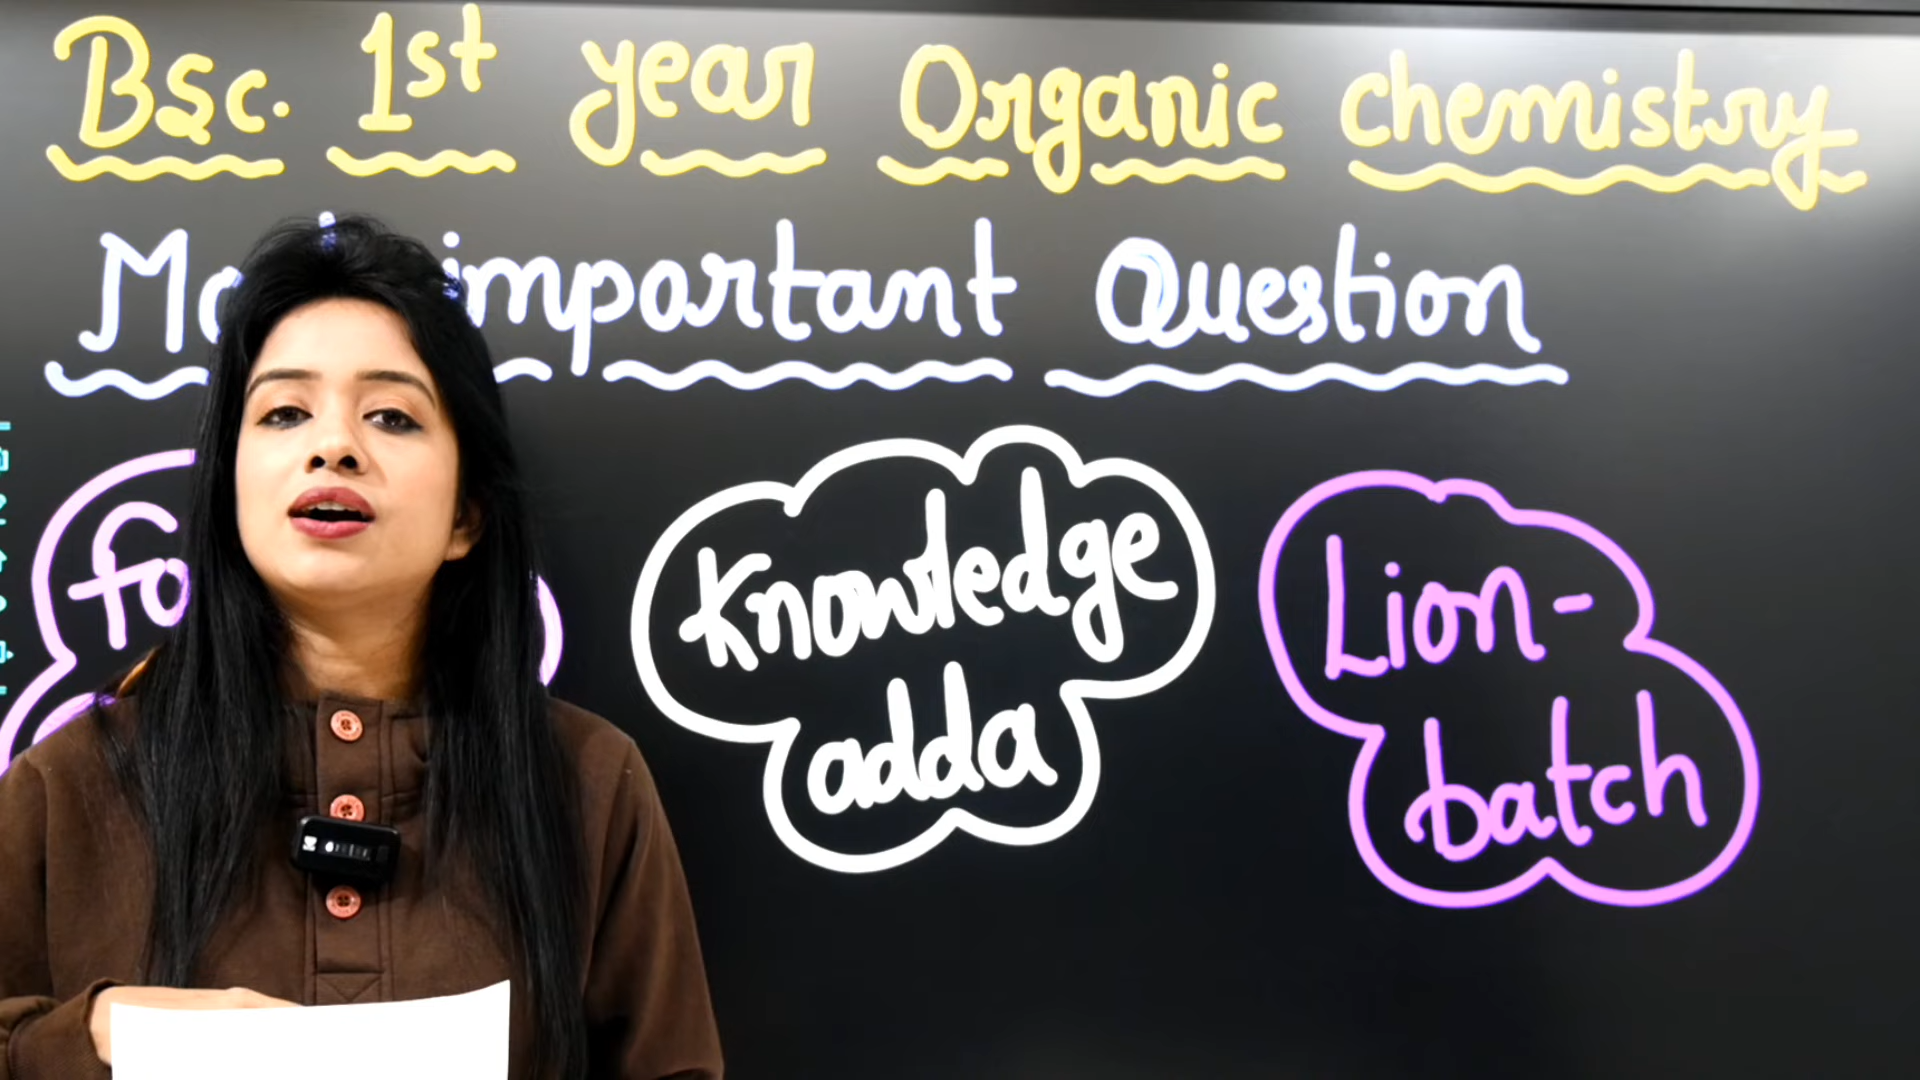 BSc. 1st year Organic chemistry
important Question
Knowledge
adda
Lion-
batch